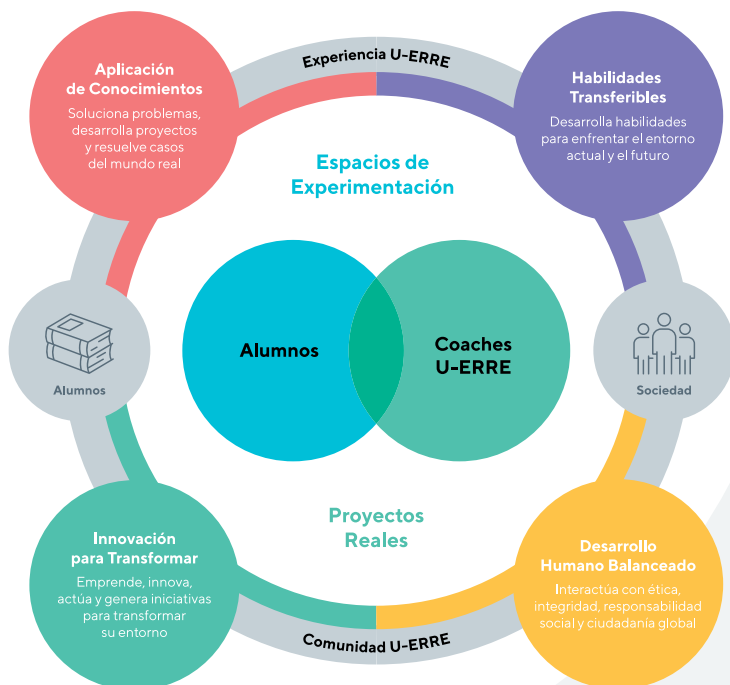 Experiencia U-ERRE
Aplicación
de Conocimientos
Soluciona problemas,
desarrolla proyectos
y resuelve casos
del mundo real
Habilidades
Transferibles
Desarrolla habilidades
para enfrentar el entorno
actual y el futuro
Espacios de
Experimentación
Alumnos
Alumnos
Coaches
U-ERRE
Sociedad
Proyectos
Reales
Innovación
para Transformar
Emprende, innova,
actúa y genera iniciativas
para transformar
su entorno
Desarrollo
Humano Balanceado
Interactúa con ética,
integridad, responsabilidad
social y ciudadanía global
Comunidad U-ERRE